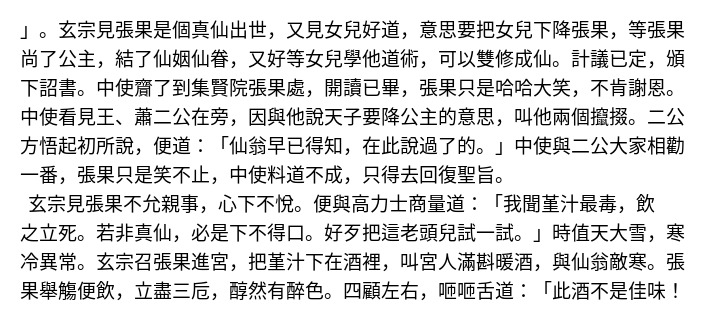 」。玄宗見張果是個真仙出世，又見女兒好道，意思要把女兒下降張果，等張果
尚了公主，結了仙姻仙眷，又好等女兒學他道術，可以雙修成仙。計議已定，頒
下詔書。中使齎了到集賢院張果處，開讀已畢，張果只是哈哈大笑，不肯謝恩。
中使看見王、蕭二公在旁，因與他說天子要降公主的意思，叫他兩個攛掇。二公
方悟起初所說，便道：「仙翁早已得知，在此說過了的。」中使與二公大家相勸
一番，張果只是笑不止，中使料道不成，只得去回復聖旨。
玄宗見張果不允親事，心下不悅。便與高力士商量道：「我聞堇汁最毒，飲
之立死。若非真仙，必是下不得口。好歹把這老頭兒試一試。」時值天大雪，寒
冷異常。玄宗召張果進宮，把堇汁下在酒裡，叫宮人滿斟暖酒，與仙翁敵寒。張
果舉觴便飲，立盡三卮，醇然有醉色。四顧左右，咂咂舌道：「此酒不是佳味！